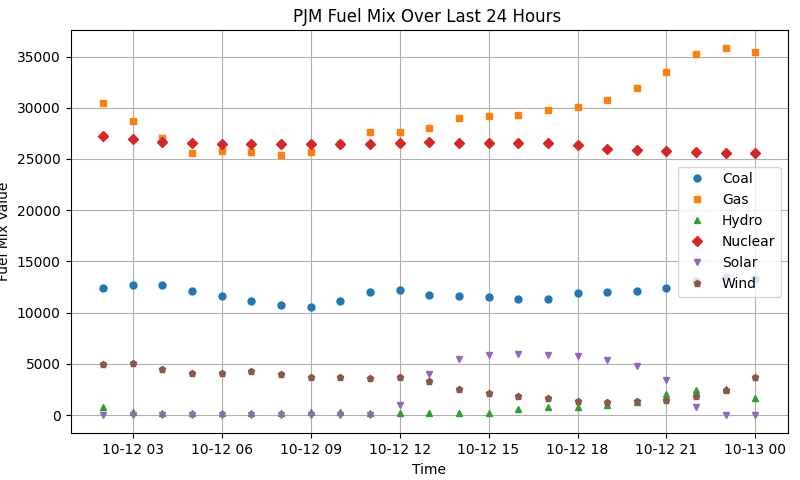 PJM Fuel Mix Over Last 24 Hours
35000
30000
25000
20000
15000
10000
5000
0
Fuel Mix Value
Coal
Gas
Hydro
Nuclear
Solar
Wind
10-12 03 10-12 06 10-12 09 10-12 12 10-12 15 10-12 18 10-12 21 10-13 00
Time